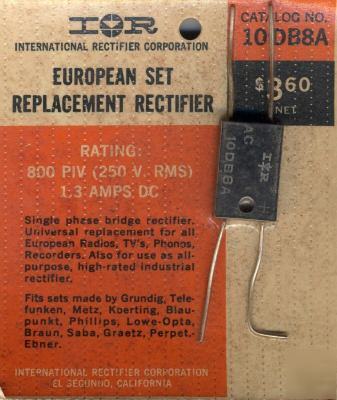 IOR
INTERNATIONAL RECTIFIER CORPORATION
CATALOG NO.
10DB8A
$3.60
NET
EUROPEAN SET
REPLACEMENT RECTIFIER
RATING:
800 PIV (250 V. RMS)
1.3 AMPS DC
IOR
AC
10DB8A
+
Single phase bridge rectifier.
Universal replacement for all
European Radios, TV's, Phonos,
Recorders. Also for use as all-
purpose, high-rated industrial
rectifier.
Fits sets made by Grundig, Tele-
funken, Metz, Koerting, Blau-
punkt, Phillips, Lowe-Opta,
Braun, Saba, Graetz, Perpet.-
Ebner.
INTERNATIONAL RECTIFIER CORPORATION
EL SEGUNDO, CALIFORNIA